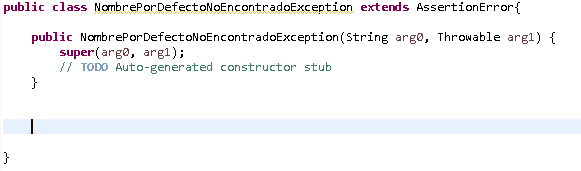 public class NombrePorDefectoNoEncontradoException extends AssertionError{
public NombrePorDefectoNoEncontradoException(String arg0, Throwable arg1) {
super(arg0, arg1);
// TODO Auto-generated constructor stub
}
}